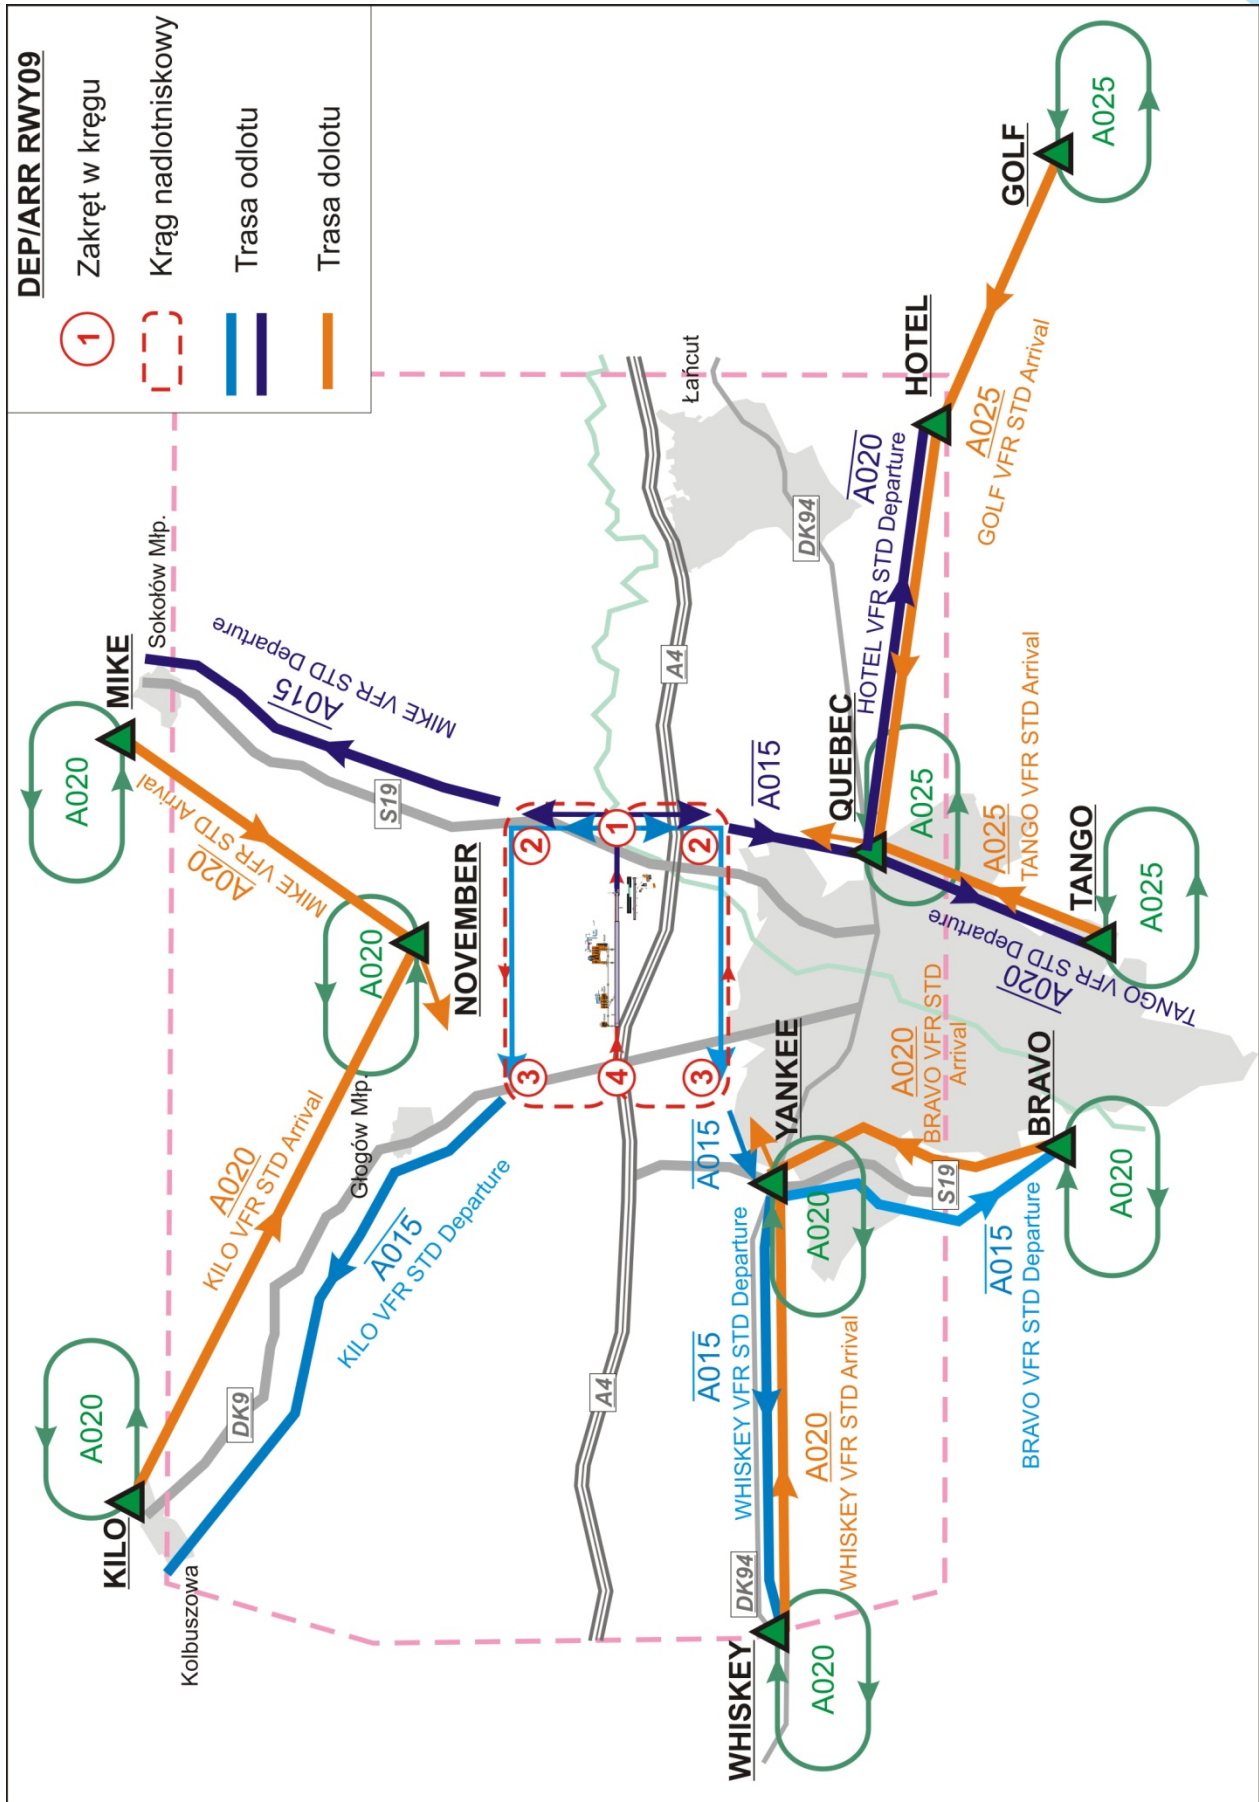 DEP/ARR RWY09
1
Zakręt w kręgu
Krąg nadlotniskowy
Trasa odlotu
Trasa dolotu
KILO
A020
Kolbuszowa
DK9
A020
KILO VFR STD Arrival
A015
KILO VFR STD Departure
Głogów Młp.
MIKE
A020
Sokołów Młp.
A020
MIKE VFR STD Arrival
A015
MIKE VFR STD Departure
S19
NOVEMBER
A020
A4
A4
Łańcut
DK94
1
2
2
3
3
4
WHISKEY
A020
DK94
A015
WHISKEY VFR STD Departure
A020
WHISKEY VFR STD Arrival
YANKEE
A020
A015
S19
BRAVO
A020
A015
BRAVO VFR STD Departure
A020
BRAVO VFR STD
Arrival
QUEBEC
A025
A015
TANGO
A025
A025
TANGO VFR STD Arrival
A020
TANGO VFR STD Departure
HOTEL
A020
HOTEL VFR STD Departure
GOLF
A025
A025
GOLF VFR STD Arrival